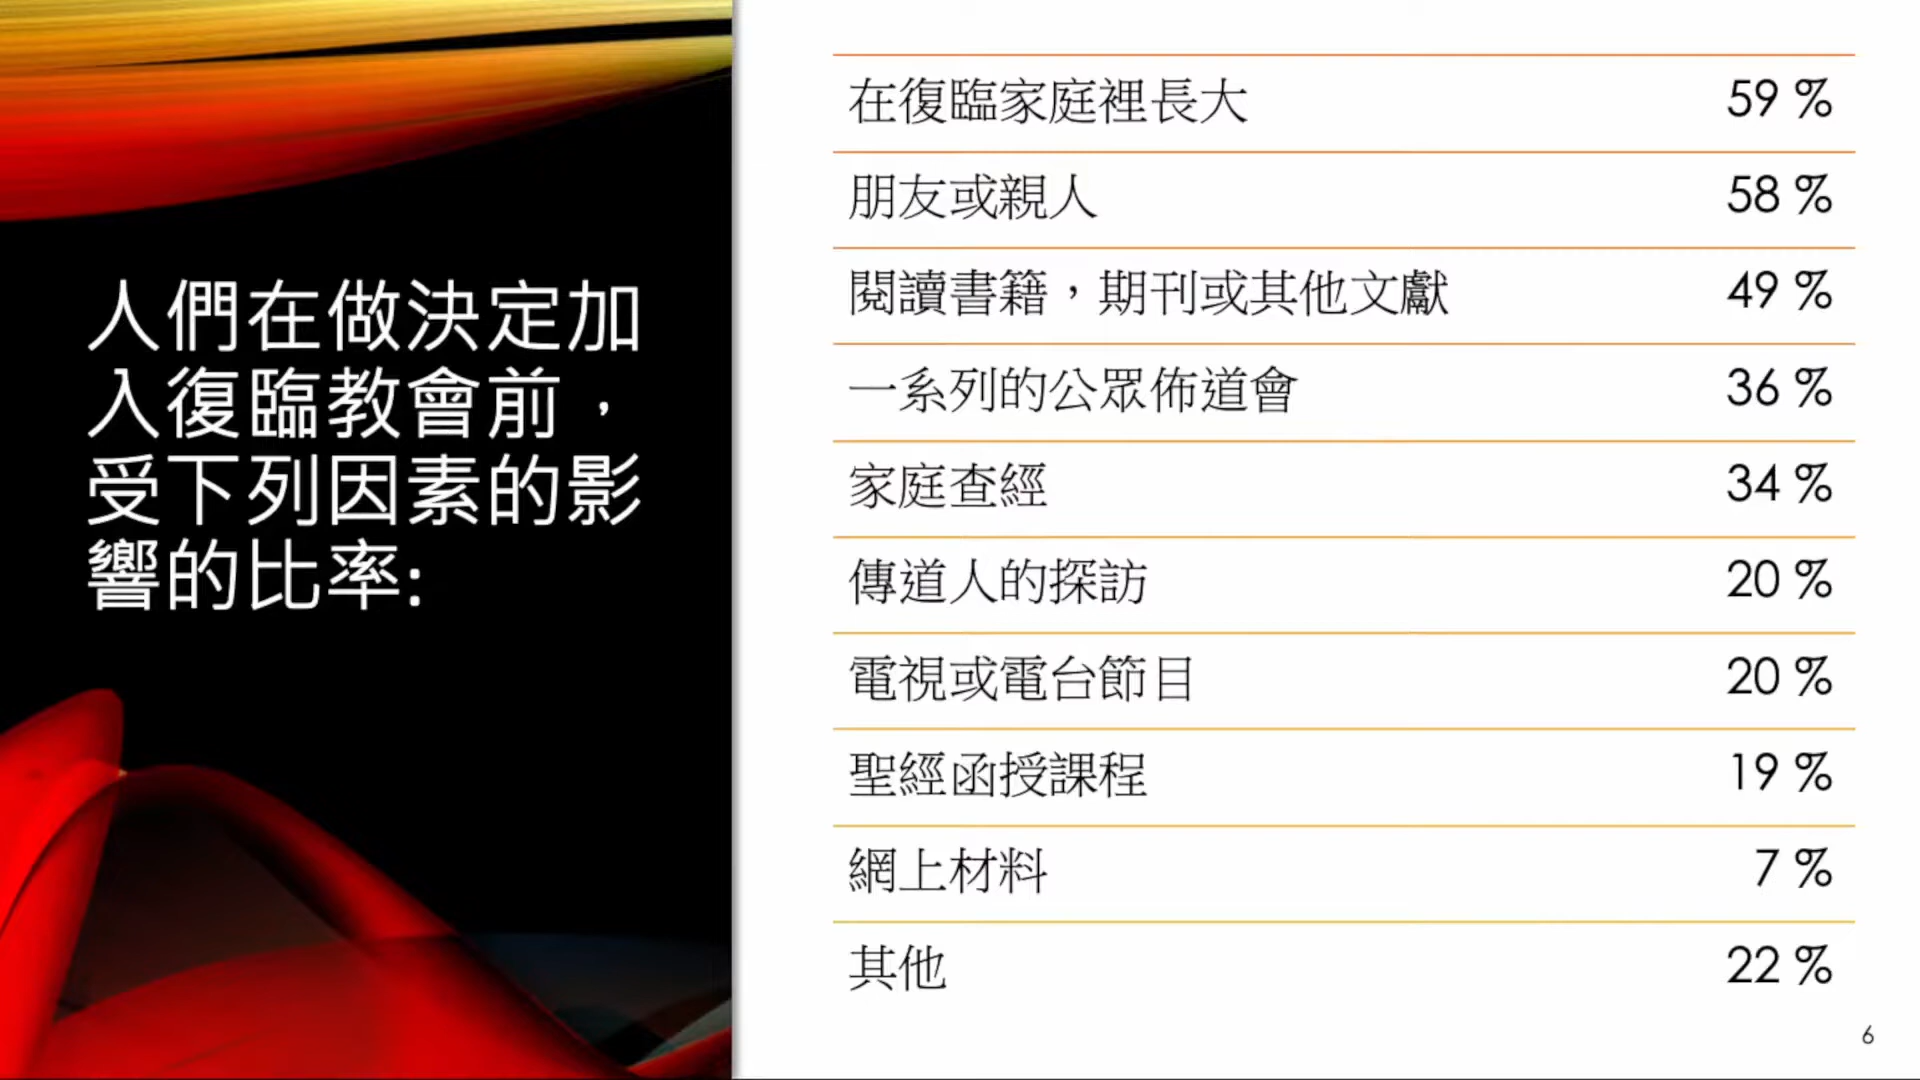 人們在做決定加
入復臨教會前，
受下列因素的影
響的比率:
在復臨家庭裡長大 59 %
朋友或親人 58 %
閱讀書籍，期刊或其他文獻 49 %
一系列的公眾佈道會 36 %
家庭查經 34 %
傳道人的探訪 20 %
電視或電台節目 20 %
聖經函授課程 19 %
網上材料 7 %
其他 22 %
6